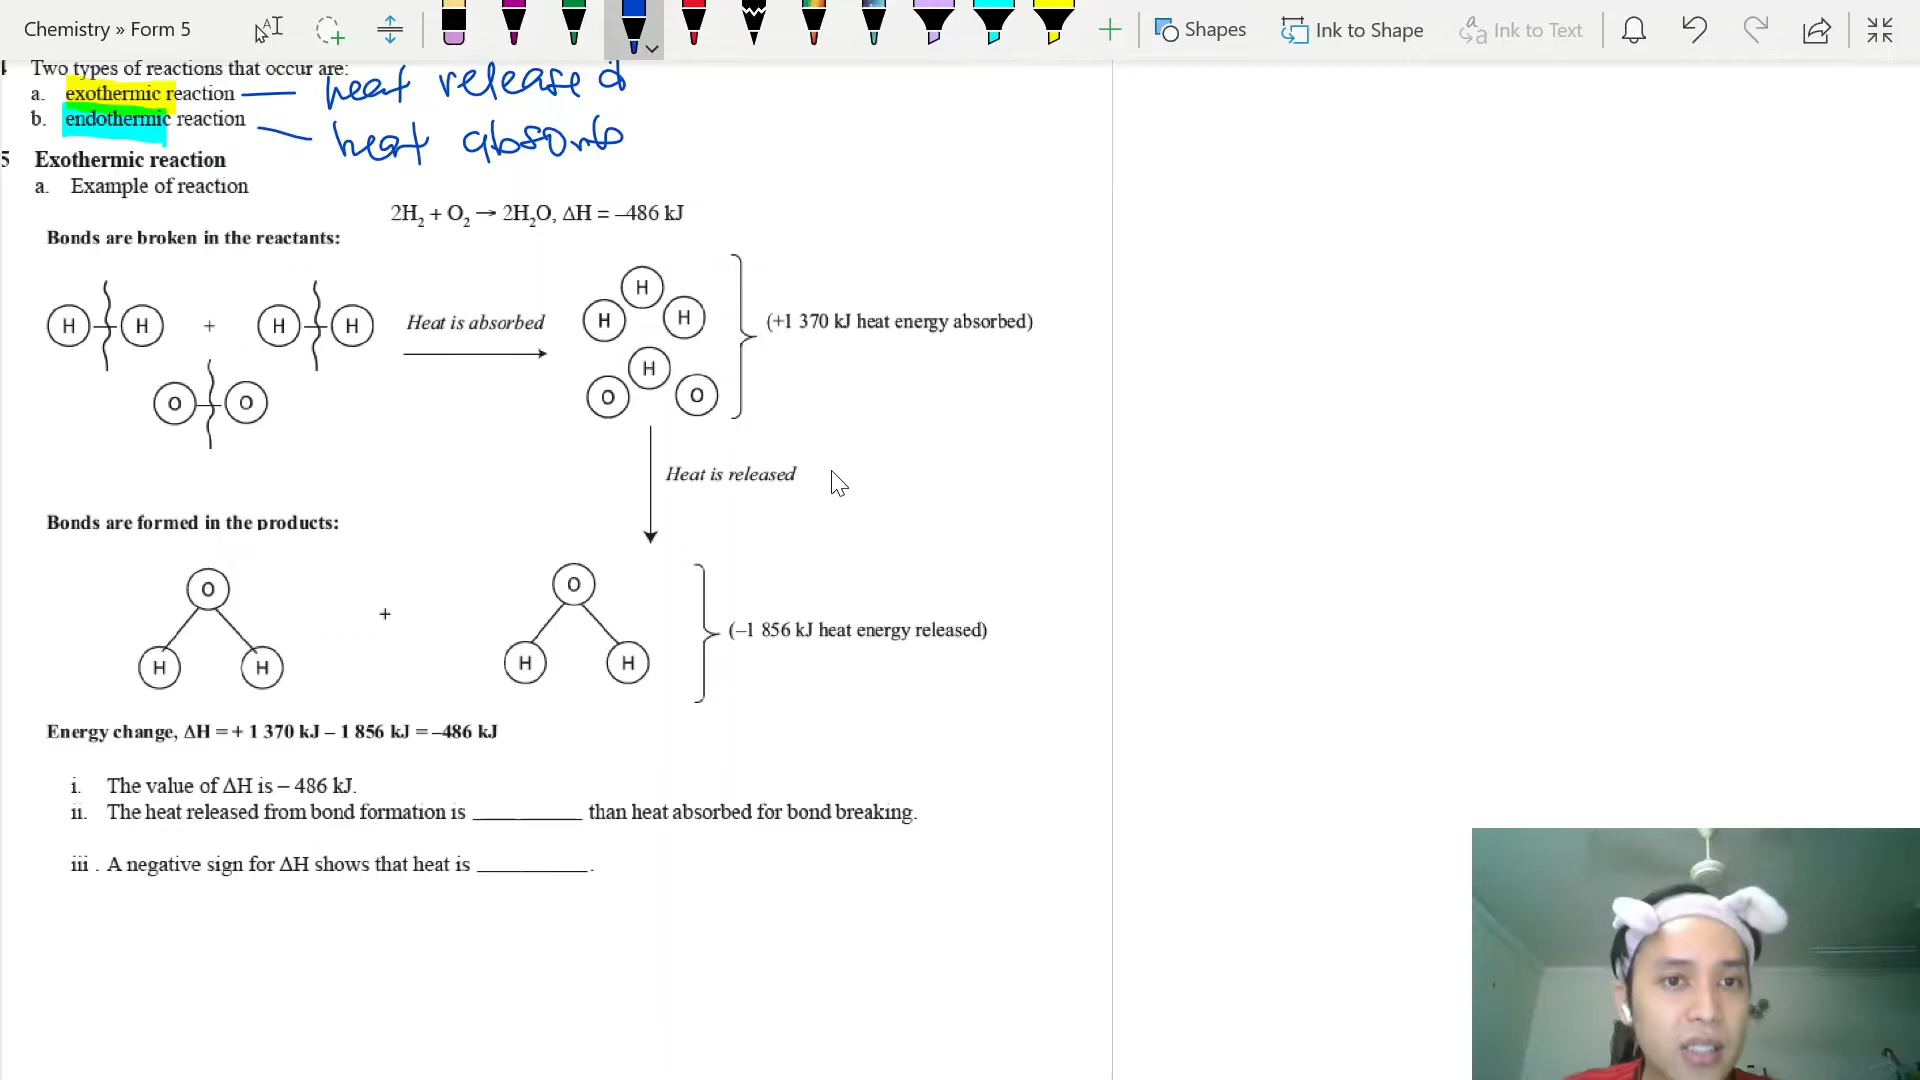 Chemistry » Form 5
Shapes
Ink to Shape
Ink to Text
4 Two types of reactions that occur are:
a. exothermic reaction — heat released
b. endothermic reaction — heat absorb
5 Exothermic reaction
a. Example of reaction
2H₂ + O₂ → 2H₂O, ΔH = –486 kJ
Bonds are broken in the reactants:
H H + H H
O O
Heat is absorbed
H
H H
H
O O
(+1 370 kJ heat energy absorbed)
Heat is released
Bonds are formed in the products:
O + O
H H H H
(–1 856 kJ heat energy released)
Energy change, ΔH = + 1 370 kJ – 1 856 kJ = –486 kJ
i. The value of ΔH is – 486 kJ.
ii. The heat released from bond formation is __________ than heat absorbed for bond breaking.
iii . A negative sign for ΔH shows that heat is __________.